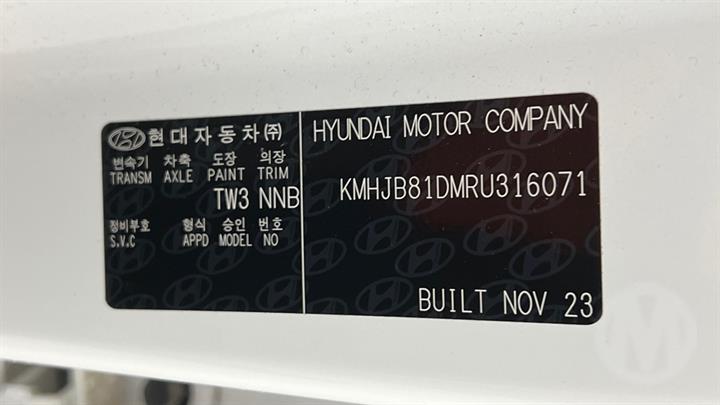 현대자동차㈜
변속기 차축 도장 의장
TRANSM AXLE PAINT TRIM
TW3 NNB
정비부호 형식 승인 번호
S.V.C APPD MODEL NO
HYUNDAI MOTOR COMPANY
KMHJB81DMRU316071
BUILT NOV 23
M